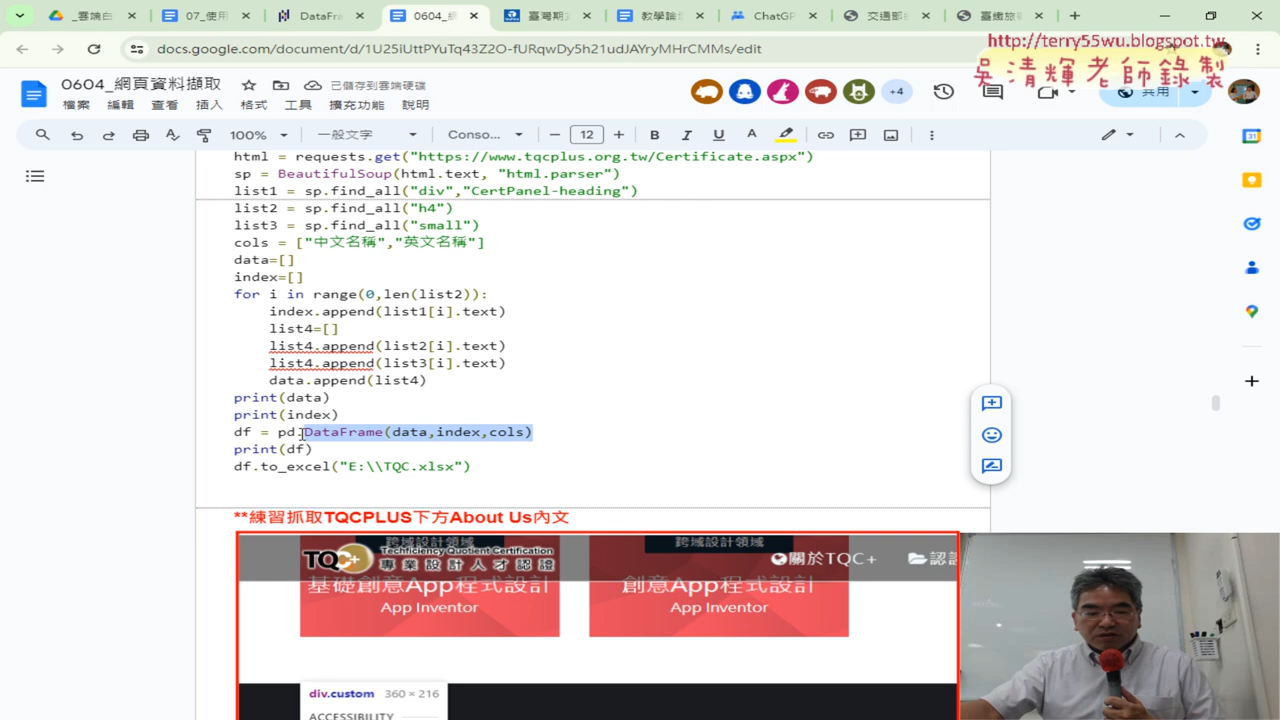 _雲端白
07_使用
DataFra
0604_網
臺灣期
教學論
ChatGP
交通部
臺鐵旅
docs.google.com/document/d/1U25iUttPYuTq43Z2O-fURqwDy5h21udJAYryMHrCMMs/edit
http://terry55wu.blogspot.tw
吳清輝老師錄製
0604_網頁資料擷取
已儲存到雲端硬碟
檔案 編輯 查看 插入 格式 工具 擴充功能 說明
+4
共用
100%
一般文字
Conso...
12
html = requests.get("https://www.tqcplus.org.tw/Certificate.aspx")
sp = BeautifulSoup(html.text, "html.parser")
list1 = sp.find_all("div","CertPanel-heading")
list2 = sp.find_all("h4")
list3 = sp.find_all("small")
cols = ["中文名稱","英文名稱"]
data=[]
index=[]
for i in range(0,len(list2)):
index.append(list1[i].text)
list4=[]
list4.append(list2[i].text)
list4.append(list3[i].text)
data.append(list4)
print(data)
print(index)
df = pd.DataFrame(data,index,cols)
print(df)
df.to_excel("E:\\TQC.xlsx")
**練習抓取TQCPLUS下方About Us內文
跨域設計領域
跨域設計領域
TQC+
Techficiency Quotient Certification
專業設計人才認證
關於TQC+
認
基礎創意App程式設計
創意App程式設計
App Inventor
App Inventor
div.custom 360 × 216
ACCESSIBILITY